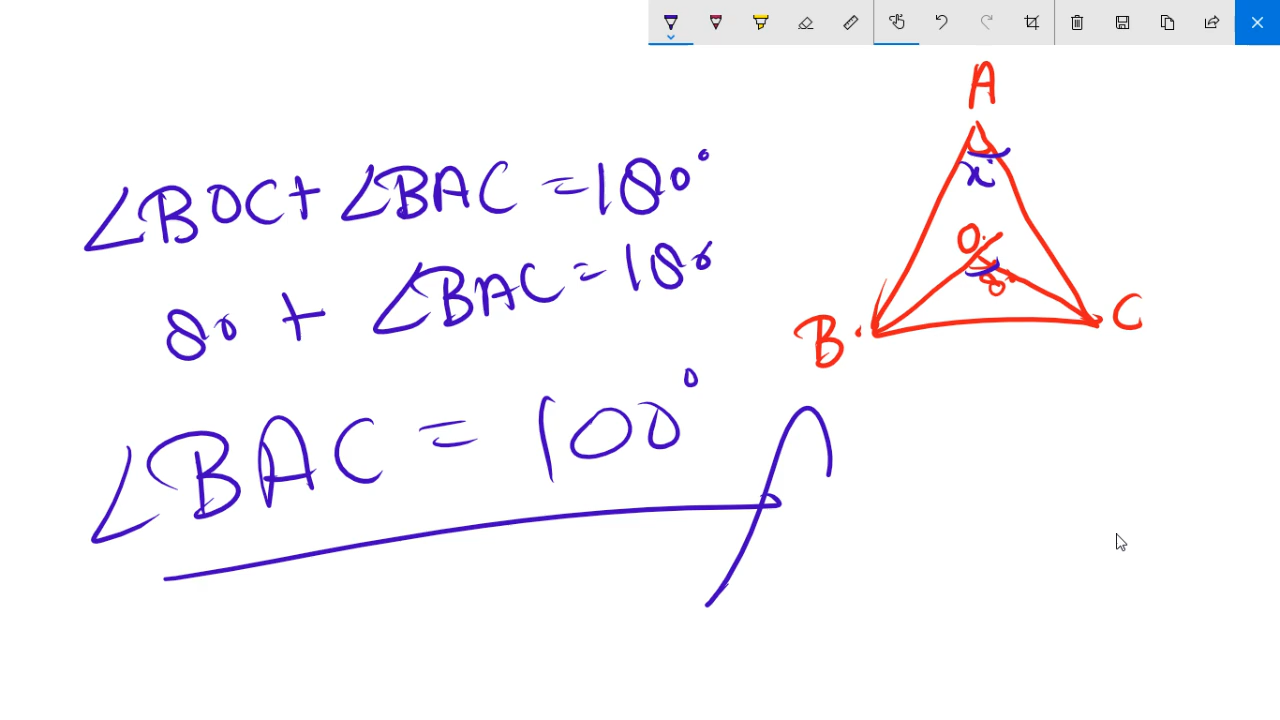 ∠BOC + ∠BAC = 180°
80 + ∠BAC = 180
∠BAC = 100°
A
x°
O
80°
B
C